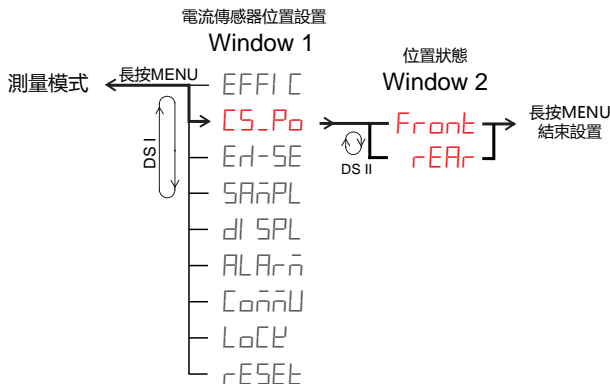 電流傳感器位置設置
Window 1
位置狀態
Window 2
測量模式
長按MENU
EFFIC
CS_Po
Ed-SE
SAmPL
dISPL
ALArm
CommU
LoCK
rESEt
DS I
Front
rEAr
DS II
長按MENU
結束設置